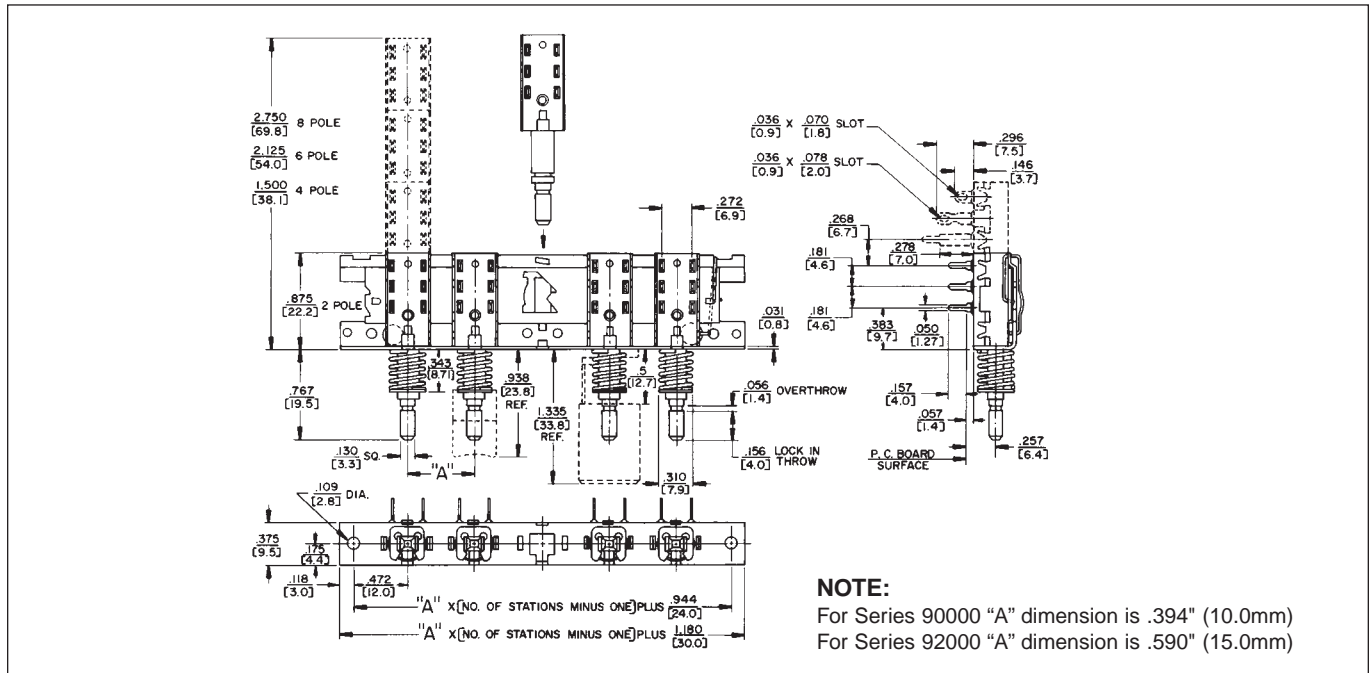 2.750
[69.8] 8 POLE
2.125
[54.0] 6 POLE
1.500
[38.1] 4 POLE
.875
[22.2] 2 POLE
.767
[19.5]
.343
[8.71]
.938
[23.8]
REF.
1.335
[33.8]
REF.
.5
[12.7]
.272
[6.9]
.031
[0.8]
.056
[1.4] OVERTHROW
.156 LOCK IN
[4.0] THROW
.310
[7.9]
.130
[3.3] SQ.
"A"
.036 X .070 SLOT
[0.9] [1.8]
.036 X .078 SLOT
[0.9] [2.0]
.296
[7.5]
.146
[3.7]
.268
[6.7]
.278
[7.0]
.181
[4.6]
.181
[4.6]
.383
[9.7]
.050
[1.27]
.157
[4.0]
.057
[1.4]
P.C. BOARD
SURFACE
.257
[6.4]
.109
[2.8] DIA.
.375
[9.5]
.175
[4.4]
.118
[3.0]
.472
[12.0]
"A" X [NO. OF STATIONS MINUS ONE] PLUS .944
[24.0]
"A" X [NO. OF STATIONS MINUS ONE] PLUS 1.180
[30.0]
NOTE:
For Series 90000 “A” dimension is .394" (10.0mm)
For Series 92000 “A” dimension is .590" (15.0mm)